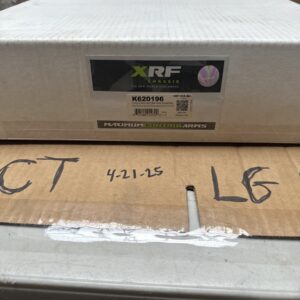 XRF
CHASSIS
K620196
MAXIMUM CONTROL ARMS
CT 4-21-25 LG